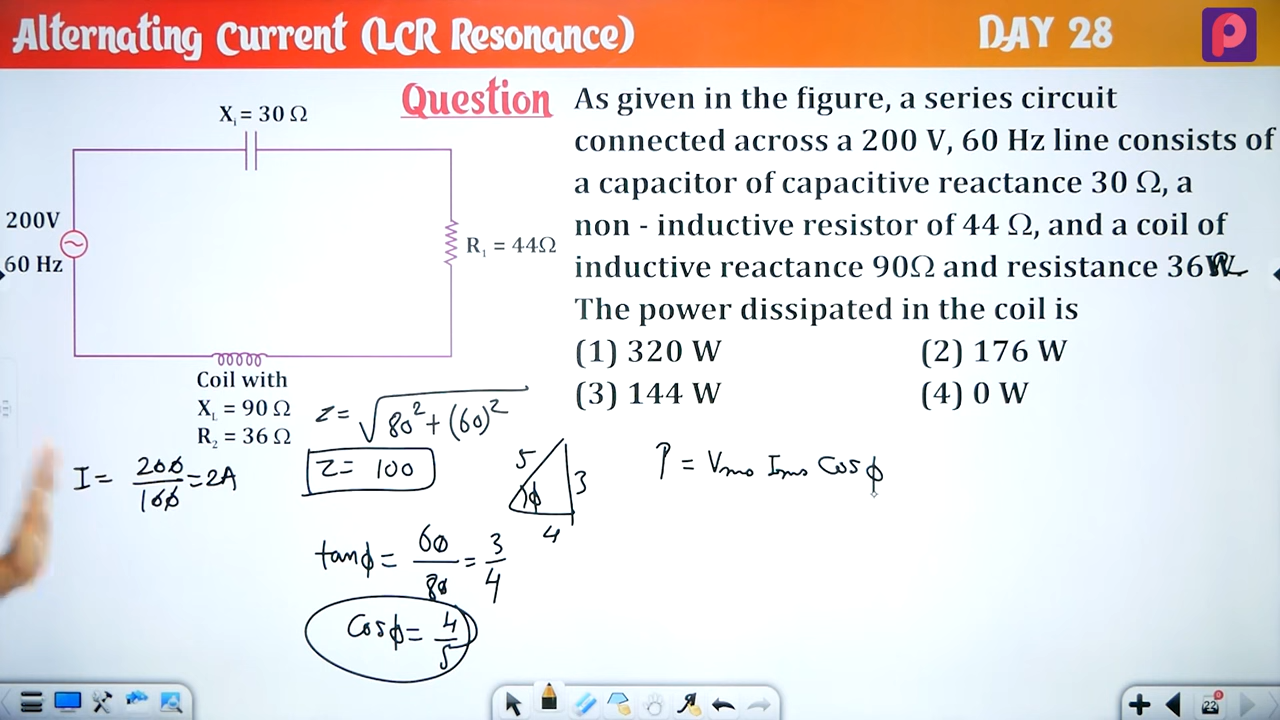 Alternating Current (LCR Resonance)
DAY 28
Question
As given in the figure, a series circuit
connected across a 200 V, 60 Hz line consists of
a capacitor of capacitive reactance 30 Ω, a
non - inductive resistor of 44 Ω, and a coil of
inductive reactance 90Ω and resistance 36
The power dissipated in the coil is
(1) 320 W
(2) 176 W
(3) 144 W
(4) 0 W
= 30 Ω
200V
60 Hz
R₁ = 44Ω
Coil with
X_L = 90 Ω
R₂ = 36 Ω
z = √80² + (60)²
z = 100
I = 200/100 = 2A
5
3
ϕ
4
tanϕ = 60/80 = 3/4
cosϕ = 4/5
P = Vrms Irms cosϕ
22